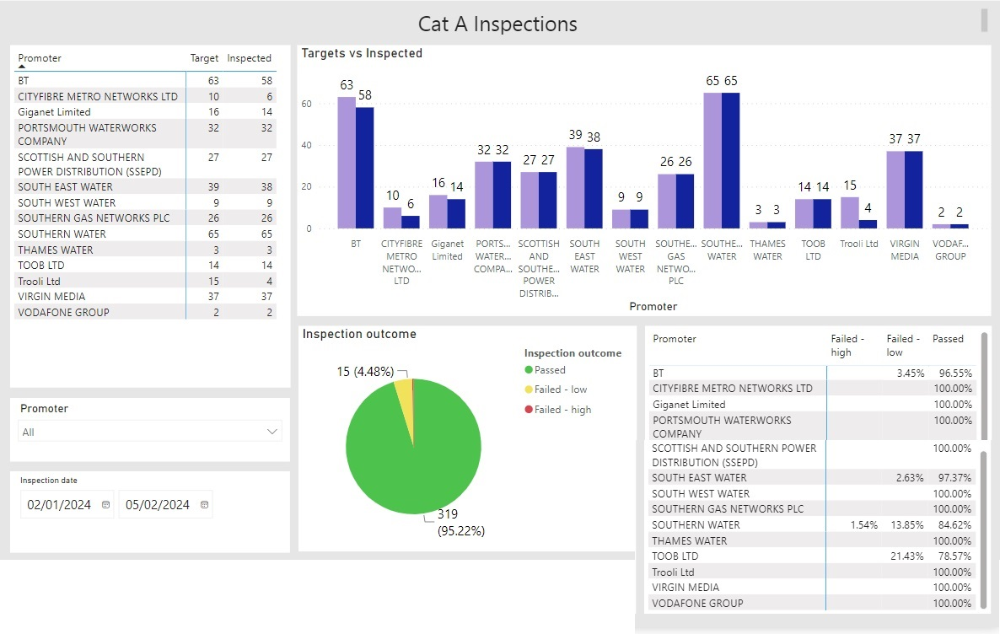 Cat A Inspections
Promoter Target Inspected
BT 63 58
CITYFIBRE METRO NETWORKS LTD 10 6
Giganet Limited 16 14
PORTSMOUTH WATERWORKS
COMPANY 32 32
SCOTTISH AND SOUTHERN
POWER DISTRIBUTION (SSEPD) 27 27
SOUTH EAST WATER 39 38
SOUTH WEST WATER 9 9
SOUTHERN GAS NETWORKS PLC 26 26
SOUTHERN WATER 65 65
THAMES WATER 3 3
TOOB LTD 14 14
Trooli Ltd 15 4
VIRGIN MEDIA 37 37
VODAFONE GROUP 2 2
Targets vs Inspected
60
40
20
0
63 58
10 6
16 14
32 32
27 27
39 38
9 9
26 26
65 65
3 3
14 14
15 4
37 37
2 2
BT
CITYFIBRE
METRO
NETWO...
LTD
Giganet
Limited
PORTS...
WATER...
COMPA...
SCOTTISH
AND
SOUTHE...
POWER
DISTRIB...
SOUTH
EAST
WATER
SOUTH
WEST
WATER
SOUTHE...
GAS
NETWO...
PLC
SOUTHE...
WATER
THAMES
WATER
TOOB
LTD
Trooli Ltd
VIRGIN
MEDIA
VODAF...
GROUP
Promoter
Promoter
All
Inspection date
02/01/2024 05/02/2024
Inspection outcome
15 (4.48%)
319
(95.22%)
Inspection outcome
Passed
Failed - low
Failed - high
Promoter Failed - high Failed - low Passed
BT 3.45% 96.55%
CITYFIBRE METRO NETWORKS LTD 100.00%
Giganet Limited 100.00%
PORTSMOUTH WATERWORKS
COMPANY 100.00%
SCOTTISH AND SOUTHERN POWER
DISTRIBUTION (SSEPD) 100.00%
SOUTH EAST WATER 2.63% 97.37%
SOUTH WEST WATER 100.00%
SOUTHERN GAS NETWORKS PLC 100.00%
SOUTHERN WATER 1.54% 13.85% 84.62%
THAMES WATER 100.00%
TOOB LTD 21.43% 78.57%
Trooli Ltd 100.00%
VIRGIN MEDIA 100.00%
VODAFONE GROUP 100.00%